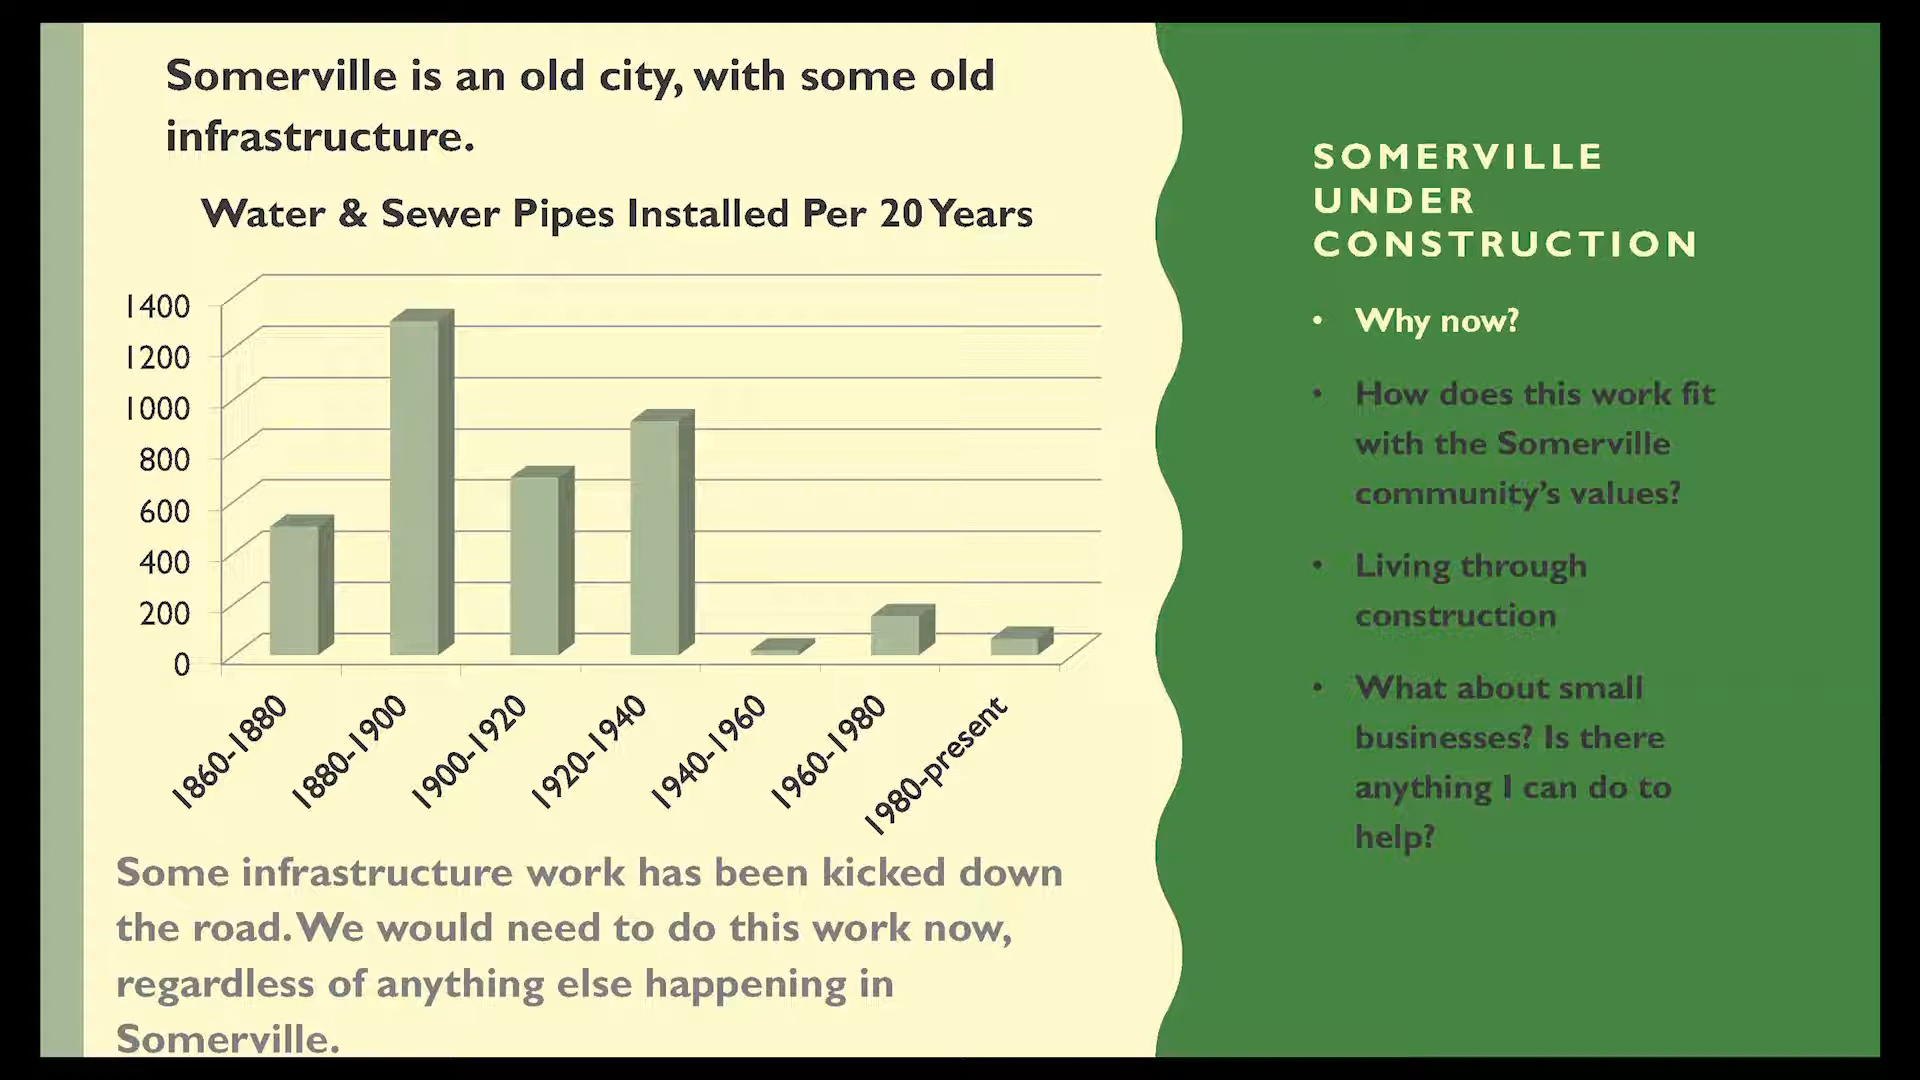 Somerville is an old city, with some old
infrastructure.
Water & Sewer Pipes Installed Per 20 Years
1400
1200
1000
800
600
400
200
0
1860-1880
1880-1900
1900-1920
1920-1940
1940-1960
1960-1980
1980-present
Some infrastructure work has been kicked down
the road. We would need to do this work now,
regardless of anything else happening in
Somerville.
SOMERVILLE
UNDER
CONSTRUCTION
• Why now?
• How does this work fit
with the Somerville
community’s values?
• Living through
construction
• What about small
businesses? Is there
anything I can do to
help?